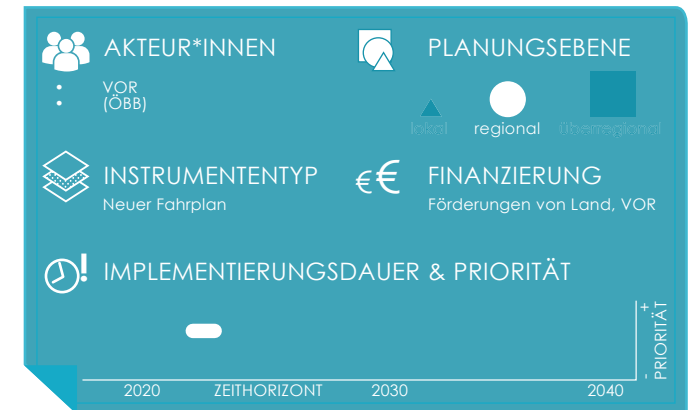 AKTEUR*INNEN
• VOR
• (ÖBB)
PLANUNGSEBENE
lokal regional überregional
INSTRUMENTENTYP
Neuer Fahrplan
€€ FINANZIERUNG
Förderungen von Land, VOR
! IMPLEMENTIERUNGSDAUER & PRIORITÄT
- PRIORITÄT +
2020 ZEITHORIZONT 2030 2040